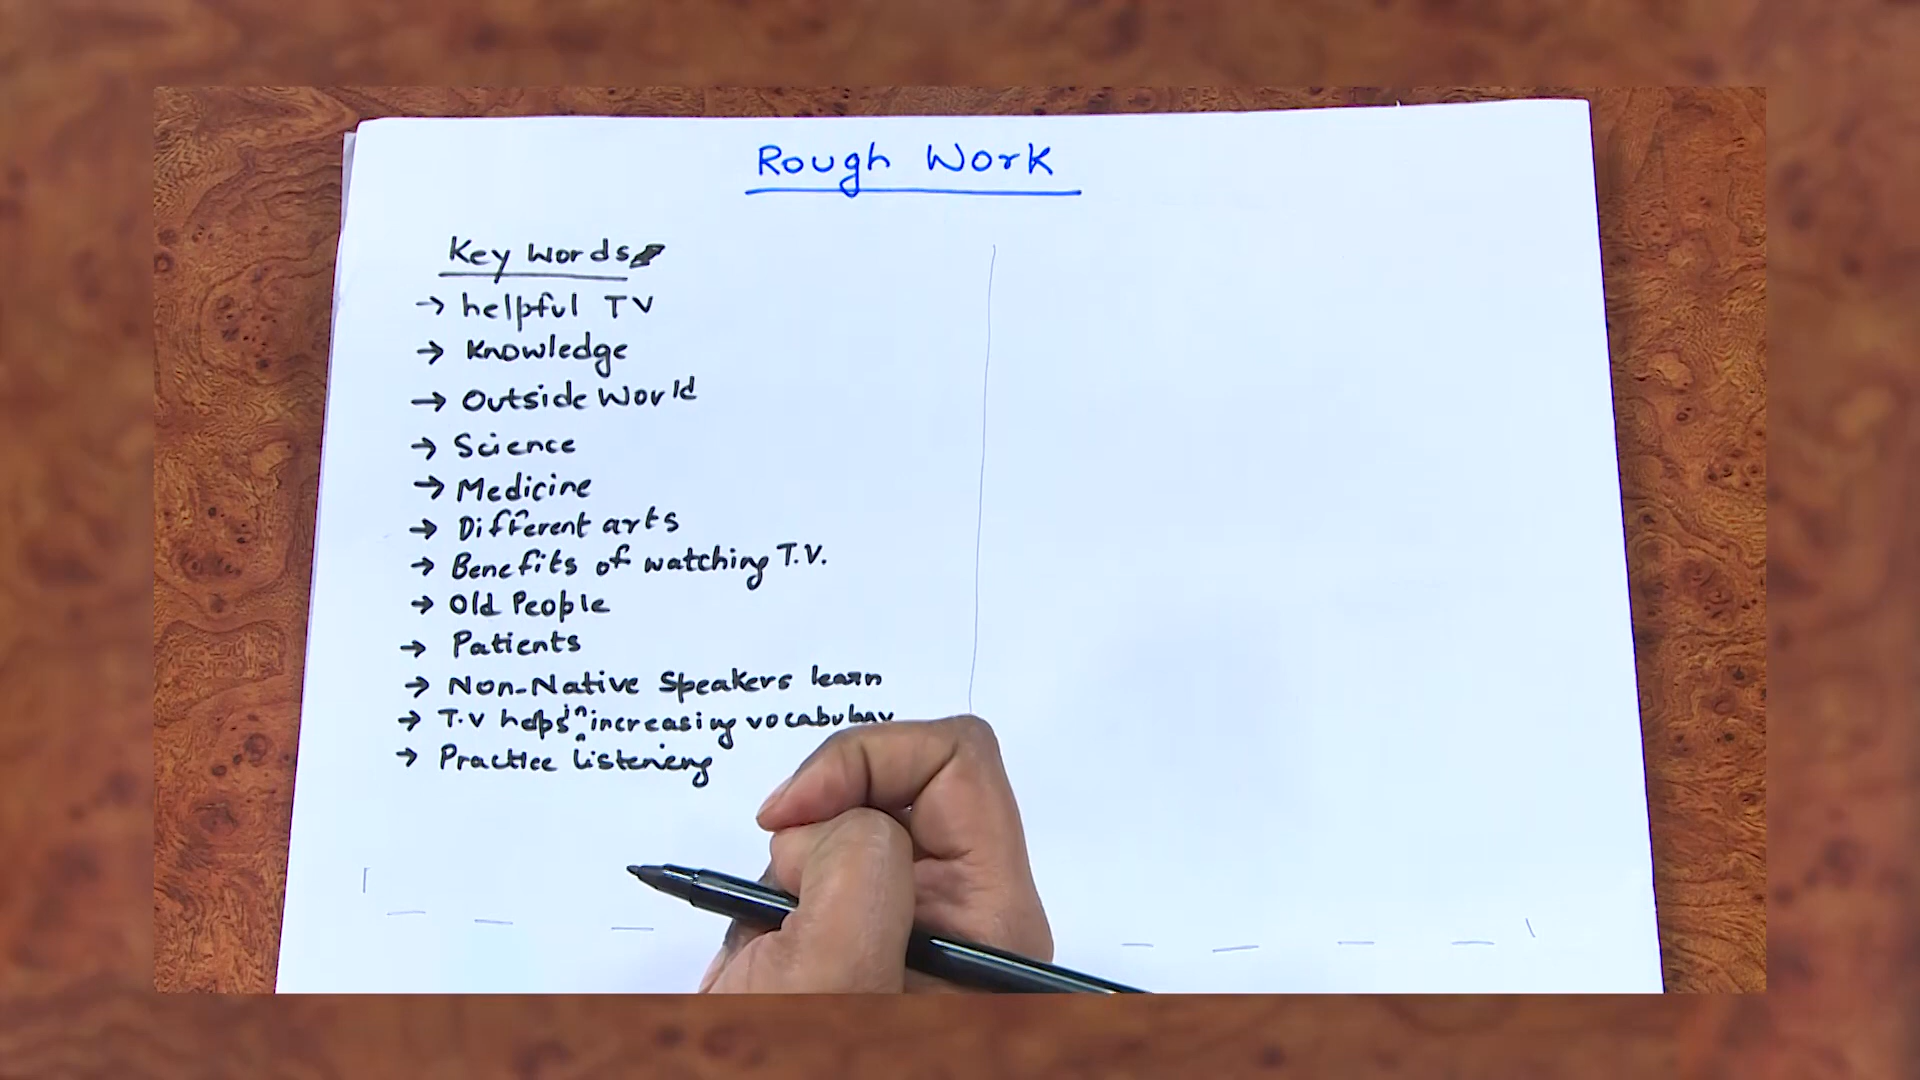 Rough Work
Key Words
→ helpful TV
→ Knowledge
→ Outside World
→ Science
→ Medicine
→ Different arts
→ Benefits of watching T.V.
→ Old People
→ Patients
→ Non-Native Speakers learn
→ T.V helps in increasing vocabulary
→ Practice listening